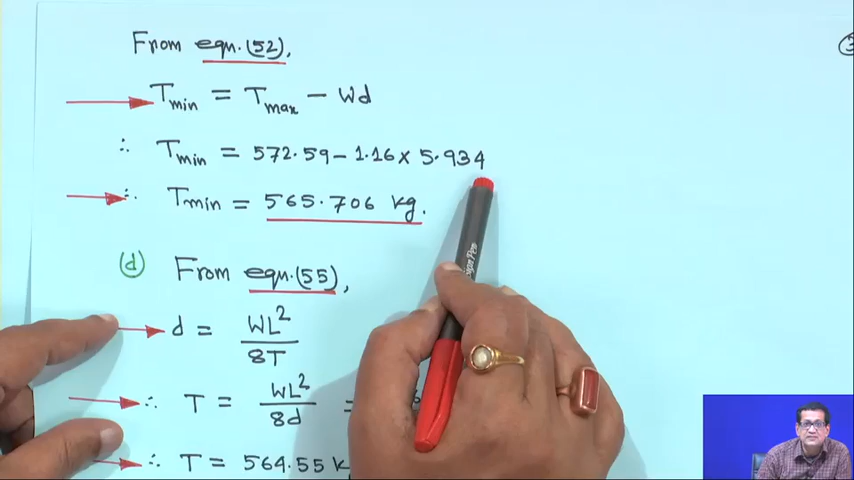 From eqn.(52),
Tmin = Tmax - Wd
∴ Tmin = 572.59 - 1.16 x 5.934
∴ Tmin = 565.706 kg.
(d) From eqn.(55),
d = WL² / 8T
∴ T = WL² / 8d =
∴ T = 564.55 k